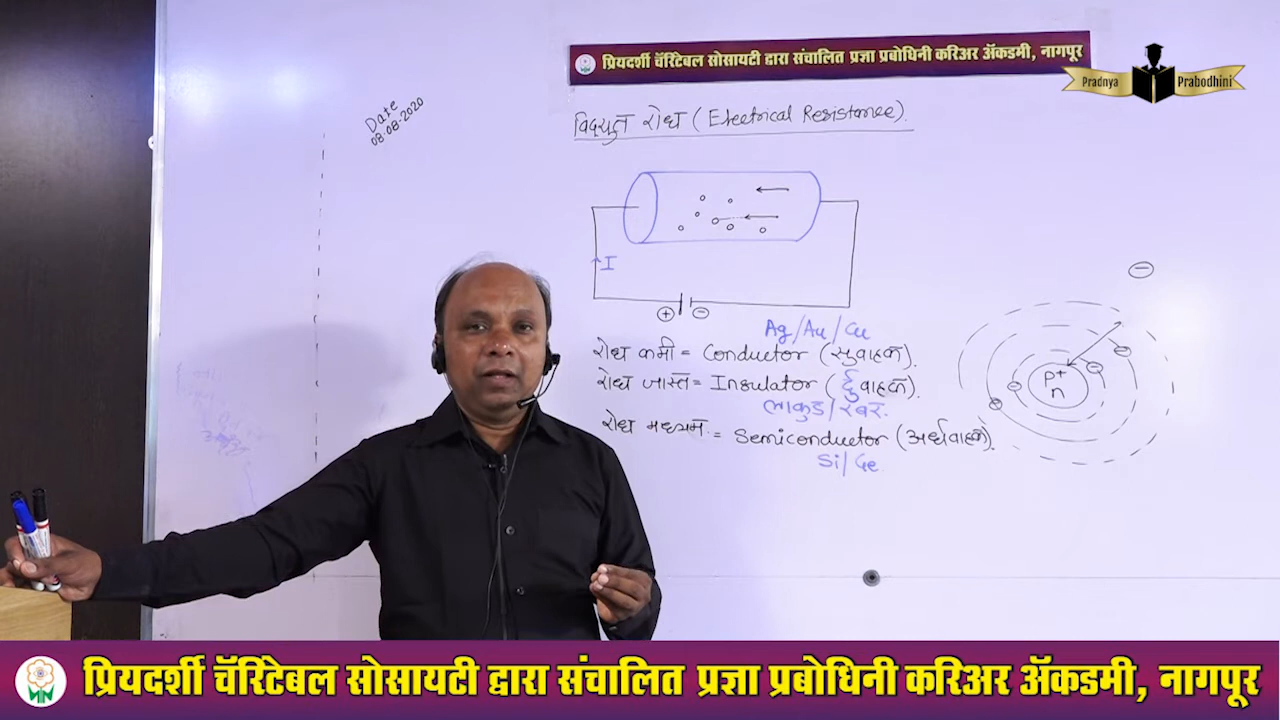 प्रियदर्शी चॅरिटेबल सोसायटी द्वारा संचालित प्रज्ञा प्रबोधिनी करिअर ॲकडमी, नागपूर
Pradnya Prabodhini
Date
08-08-2020
विद्युत रोध (Electrical Resistance).
I
+ −
−
Ag/Au/Cu
रोध कमी = Conductor (सुवाहक).
रोध जास्त = Insulator (दुर्वाहक).
लाकुड/रबर.
रोध मध्यम = Semiconductor (अर्धवाहक).
Si/Ge
P+
n
प्रियदर्शी चॅरिटेबल सोसायटी द्वारा संचालित प्रज्ञा प्रबोधिनी करिअर ॲकडमी, नागपूर